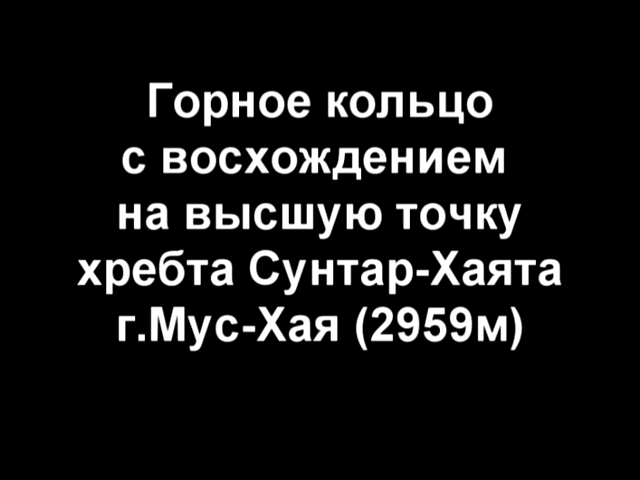 Горное кольцо
с восхождением
на высшую точку
хребта Сунтар-Хаята
г.Мус-Хая (2959м)